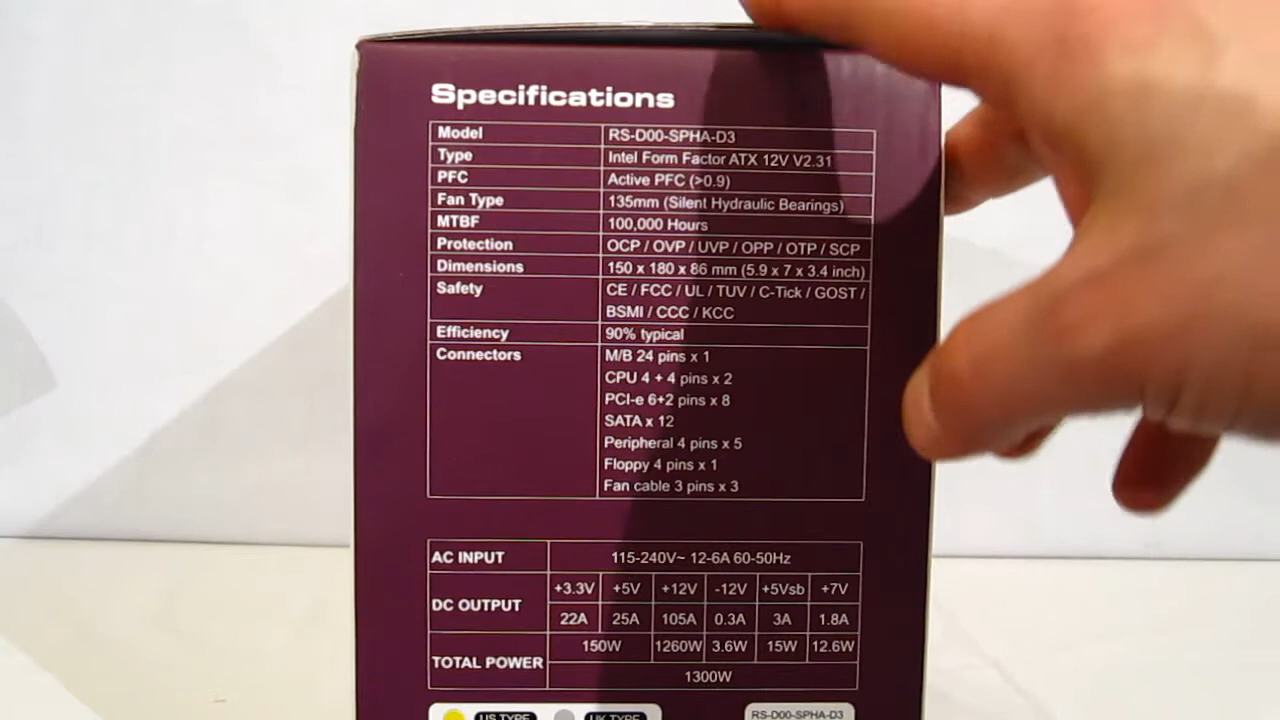 Specifications
Model RS-D00-SPHA-D3
Type Intel Form Factor ATX 12V V2.31
PFC Active PFC (>0.9)
Fan Type 135mm (Silent Hydraulic Bearings)
MTBF 100,000 Hours
Protection OCP / OVP / UVP / OPP / OTP / SCP
Dimensions 150 x 180 x 86 mm (5.9 x 7 x 3.4 inch)
Safety CE / FCC / UL / TUV / C-Tick / GOST /
BSMI / CCC / KCC
Efficiency 90% typical
Connectors M/B 24 pins x 1
CPU 4 + 4 pins x 2
PCI-e 6+2 pins x 8
SATA x 12
Peripheral 4 pins x 5
Floppy 4 pins x 1
Fan cable 3 pins x 3
AC INPUT 115-240V~ 12-6A 60-50Hz
DC OUTPUT +3.3V +5V +12V -12V +5Vsb +7V
22A 25A 105A 0.3A 3A 1.8A
TOTAL POWER 150W 1260W 3.6W 15W 12.6W
1300W
US TYPE UK TYPE RS-D00-SPHA-D3